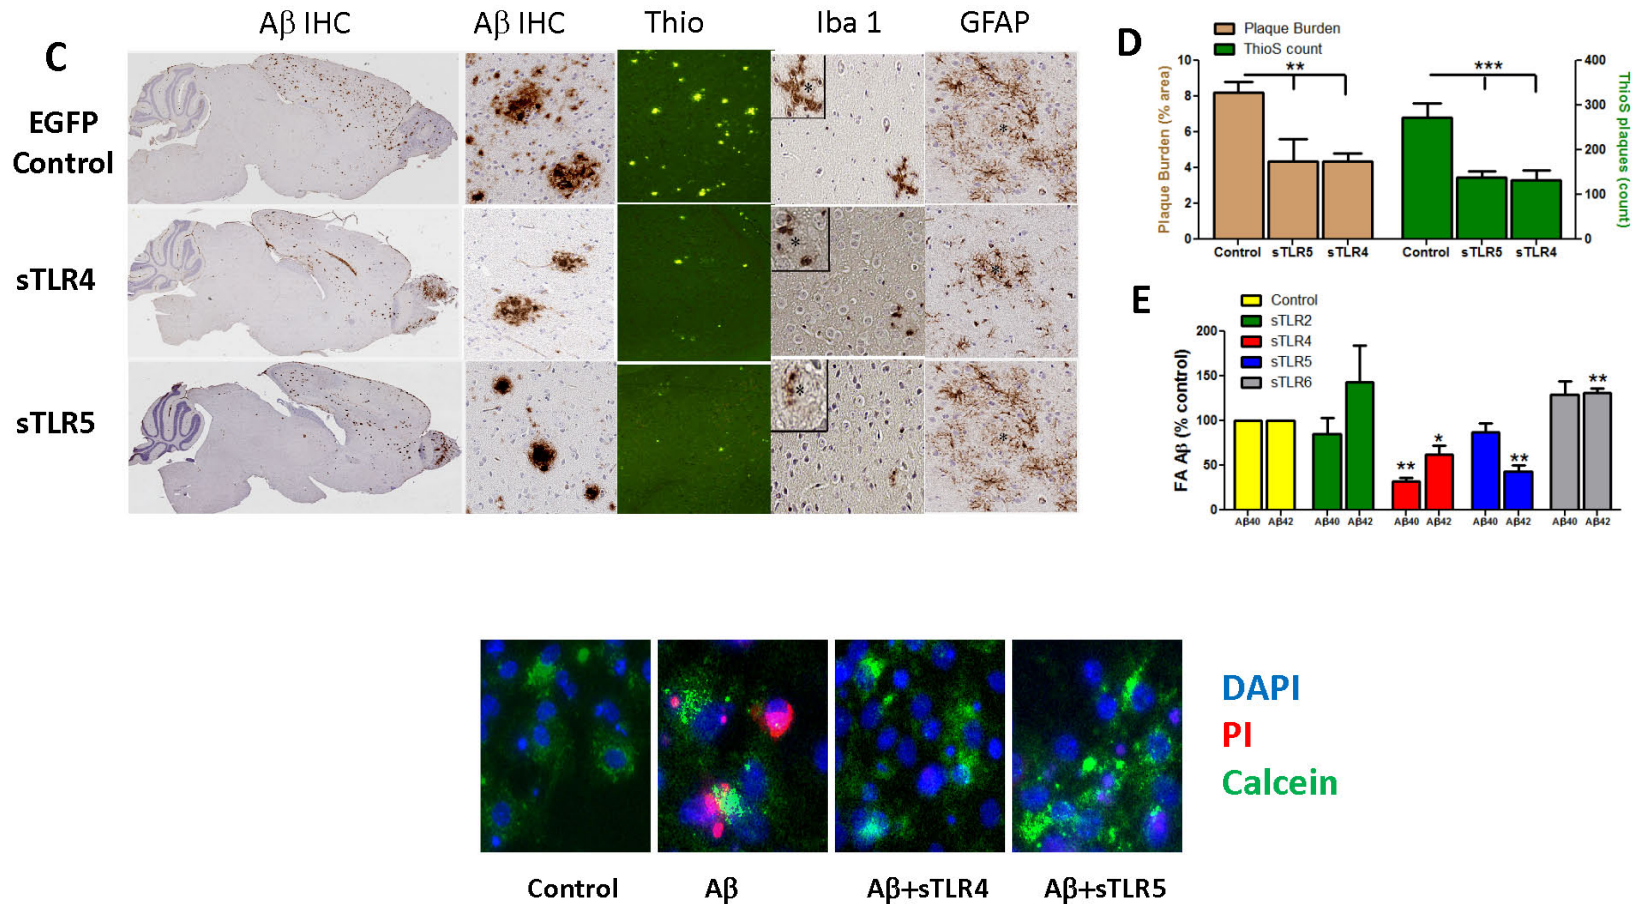 Aβ IHC
Aβ IHC
Thio
Iba 1
GFAP
C
EGFP
Control
sTLR4
sTLR5
*
*
*
*
*
*
D
Plaque Burden
ThioS count
Plaque Burden (% area)
10
8
6
4
2
0
**
***
400
300
200
100
0
ThioS plaques (count)
Control sTLR5 sTLR4 Control sTLR5 sTLR4
E
Control
sTLR2
sTLR4
sTLR5
sTLR6
FA Aβ (% control)
200
150
100
50
0
** * ** **
Aβ40 Aβ42 Aβ40 Aβ42 Aβ40 Aβ42 Aβ40 Aβ42 Aβ40 Aβ42
DAPI
PI
Calcein
Control Aβ Aβ+sTLR4 Aβ+sTLR5